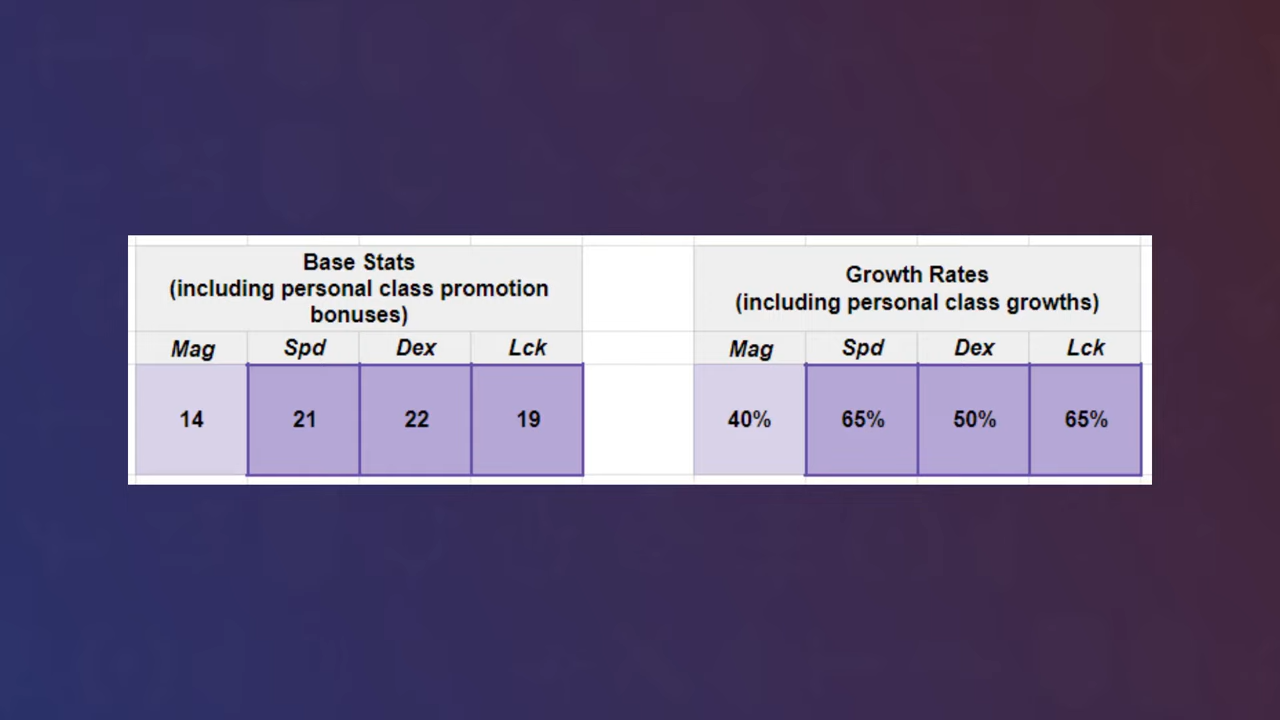 Base Stats
(including personal class promotion
bonuses)
Growth Rates
(including personal class growths)
Mag Spd Dex Lck Mag Spd Dex Lck
14 21 22 19 40% 65% 50% 65%